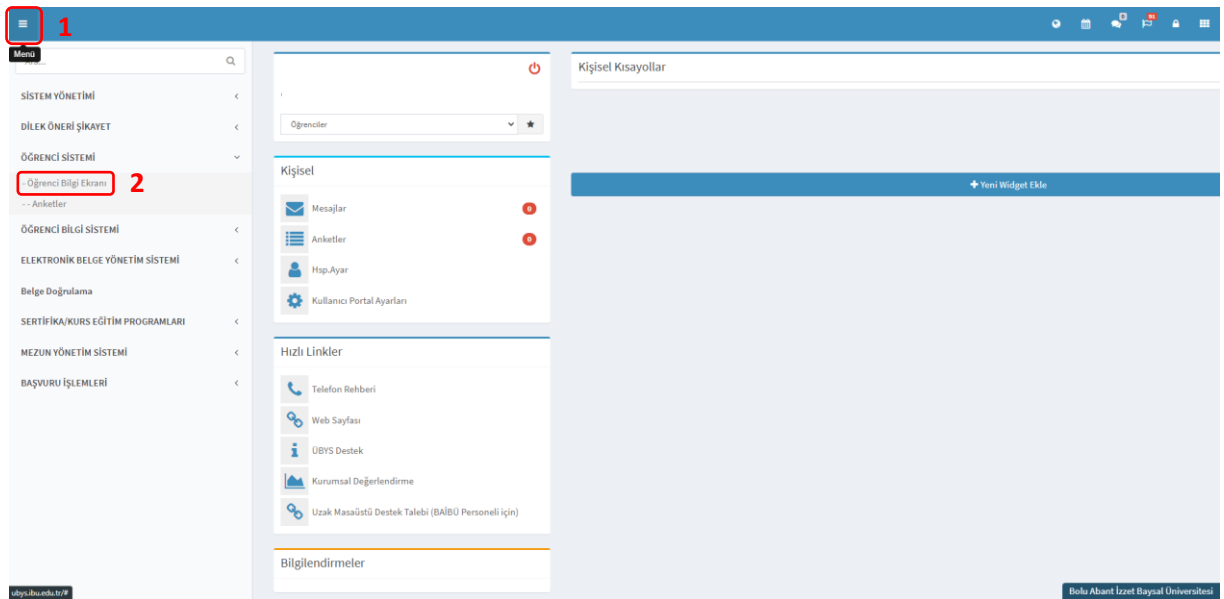 1
6
93
Menü
SİSTEM YÖNETİMİ
DİLEK ÖNERİ ŞİKAYET
ÖĞRENCİ SİSTEMİ
- Öğrenci Bilgi Ekranı
2
- - Anketler
ÖĞRENCİ BİLGİ SİSTEMİ
ELEKTRONİK BELGE YÖNETİM SİSTEMİ
Belge Doğrulama
SERTİFİKA/KURS EĞİTİM PROGRAMLARI
MEZUN YÖNETİM SİSTEMİ
BAŞVURU İŞLEMLERİ
Öğrenciler
Kişisel
Mesajlar 0
Anketler 0
Hsp.Ayar
Kullanıcı Portal Ayarları
Hızlı Linkler
Telefon Rehberi
Web Sayfası
ÜBYS Destek
Kurumsal Değerlendirme
Uzak Masaüstü Destek Talebi (BAİBÜ Personeli için)
Bilgilendirmeler
Kişisel Kısayollar
+ Yeni Widget Ekle
ubys.ibu.edu.tr/#
Bolu Abant İzzet Baysal Üniversitesi